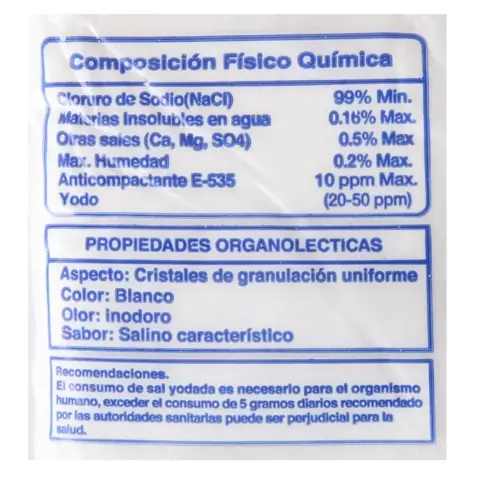 Composición Físico Química
Cloruro de Sodio(NaCl) 99% Min.
Materias Insolubles en agua 0.16% Max.
Otras sales (Ca, Mg, SO4) 0.5% Max
Max. Humedad 0.2% Max.
Anticompactante E-535 10 ppm Max.
Yodo (20-50 ppm)
PROPIEDADES ORGANOLECTICAS
Aspecto: Cristales de granulación uniforme
Color: Blanco
Olor: inodoro
Sabor: Salino característico
Recomendaciones.
El consumo de sal yodada es necesario para el organismo
humano, exceder el consumo de 5 gramos diarios recomendado
por las autoridades sanitarias puede ser perjudicial para la
salud.